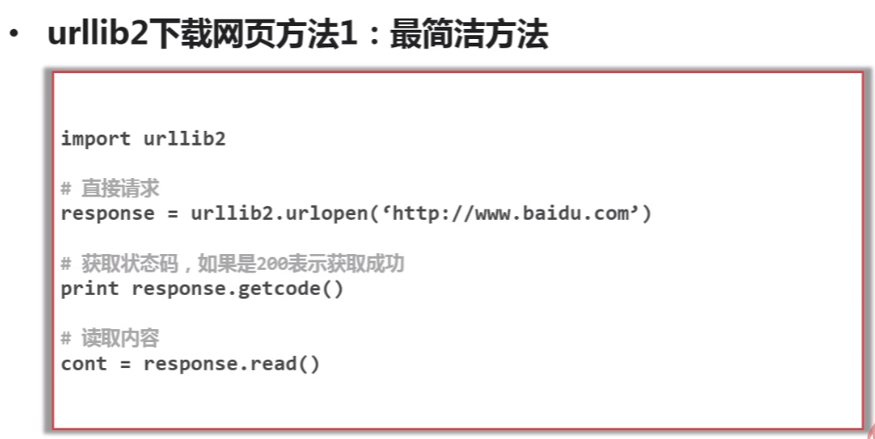 • urllib2下载网页方法1：最简洁方法
import urllib2
# 直接请求
response = urllib2.urlopen(‘http://www.baidu.com’)
# 获取状态码，如果是200表示获取成功
print response.getcode()
# 读取内容
cont = response.read()